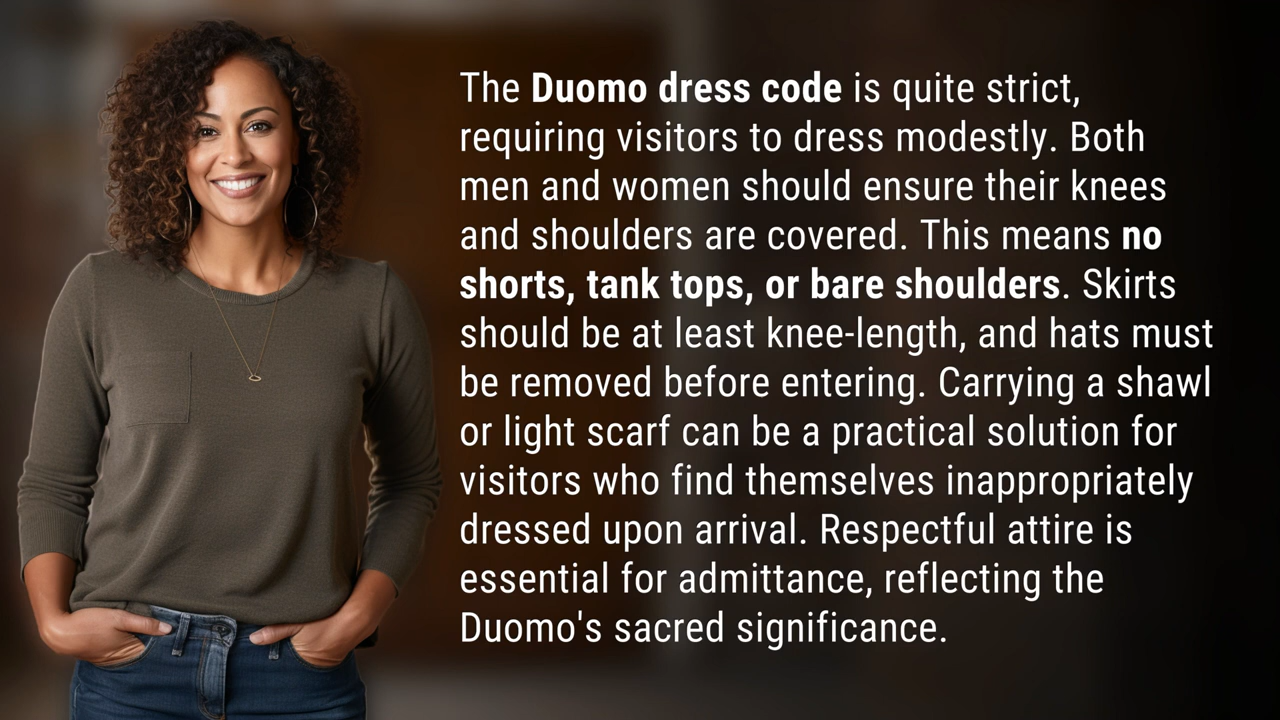 The Duomo dress code is quite strict,
requiring visitors to dress modestly. Both
men and women should ensure their knees
and shoulders are covered. This means no
shorts, tank tops, or bare shoulders. Skirts
should be at least knee-length, and hats must
be removed before entering. Carrying a shawl
or light scarf can be a practical solution for
visitors who find themselves inappropriately
dressed upon arrival. Respectful attire is
essential for admittance, reflecting the
Duomo's sacred significance.